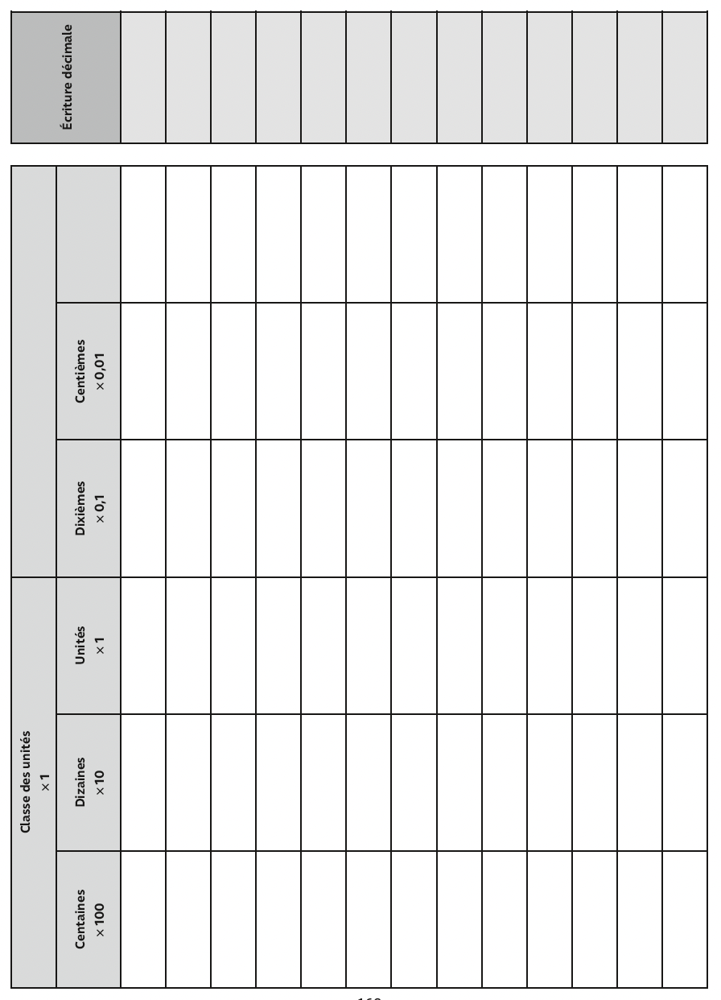 Classe des unités
× 1
Écriture décimale
Centaines
× 100
Dizaines
× 10
Unités
× 1
Dixièmes
× 0,1
Centièmes
× 0,01